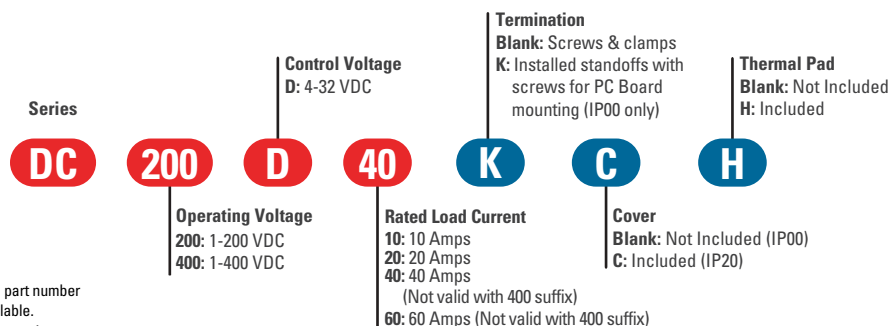 Termination
Blank: Screws & clamps
K: Installed standoffs with
screws for PC Board
mounting (IP00 only)
Control Voltage
D: 4-32 VDC
Thermal Pad
Blank: Not Included
H: Included
Series
DC 200 D 40 K C H
Operating Voltage
200: 1-200 VDC
400: 1-400 VDC
Rated Load Current
10: 10 Amps
20: 20 Amps
40: 40 Amps
(Not valid with 400 suffix)
60: 60 Amps (Not valid with 400 suffix)
Cover
Blank: Not Included (IP00)
C: Included (IP20)
part number
lable.